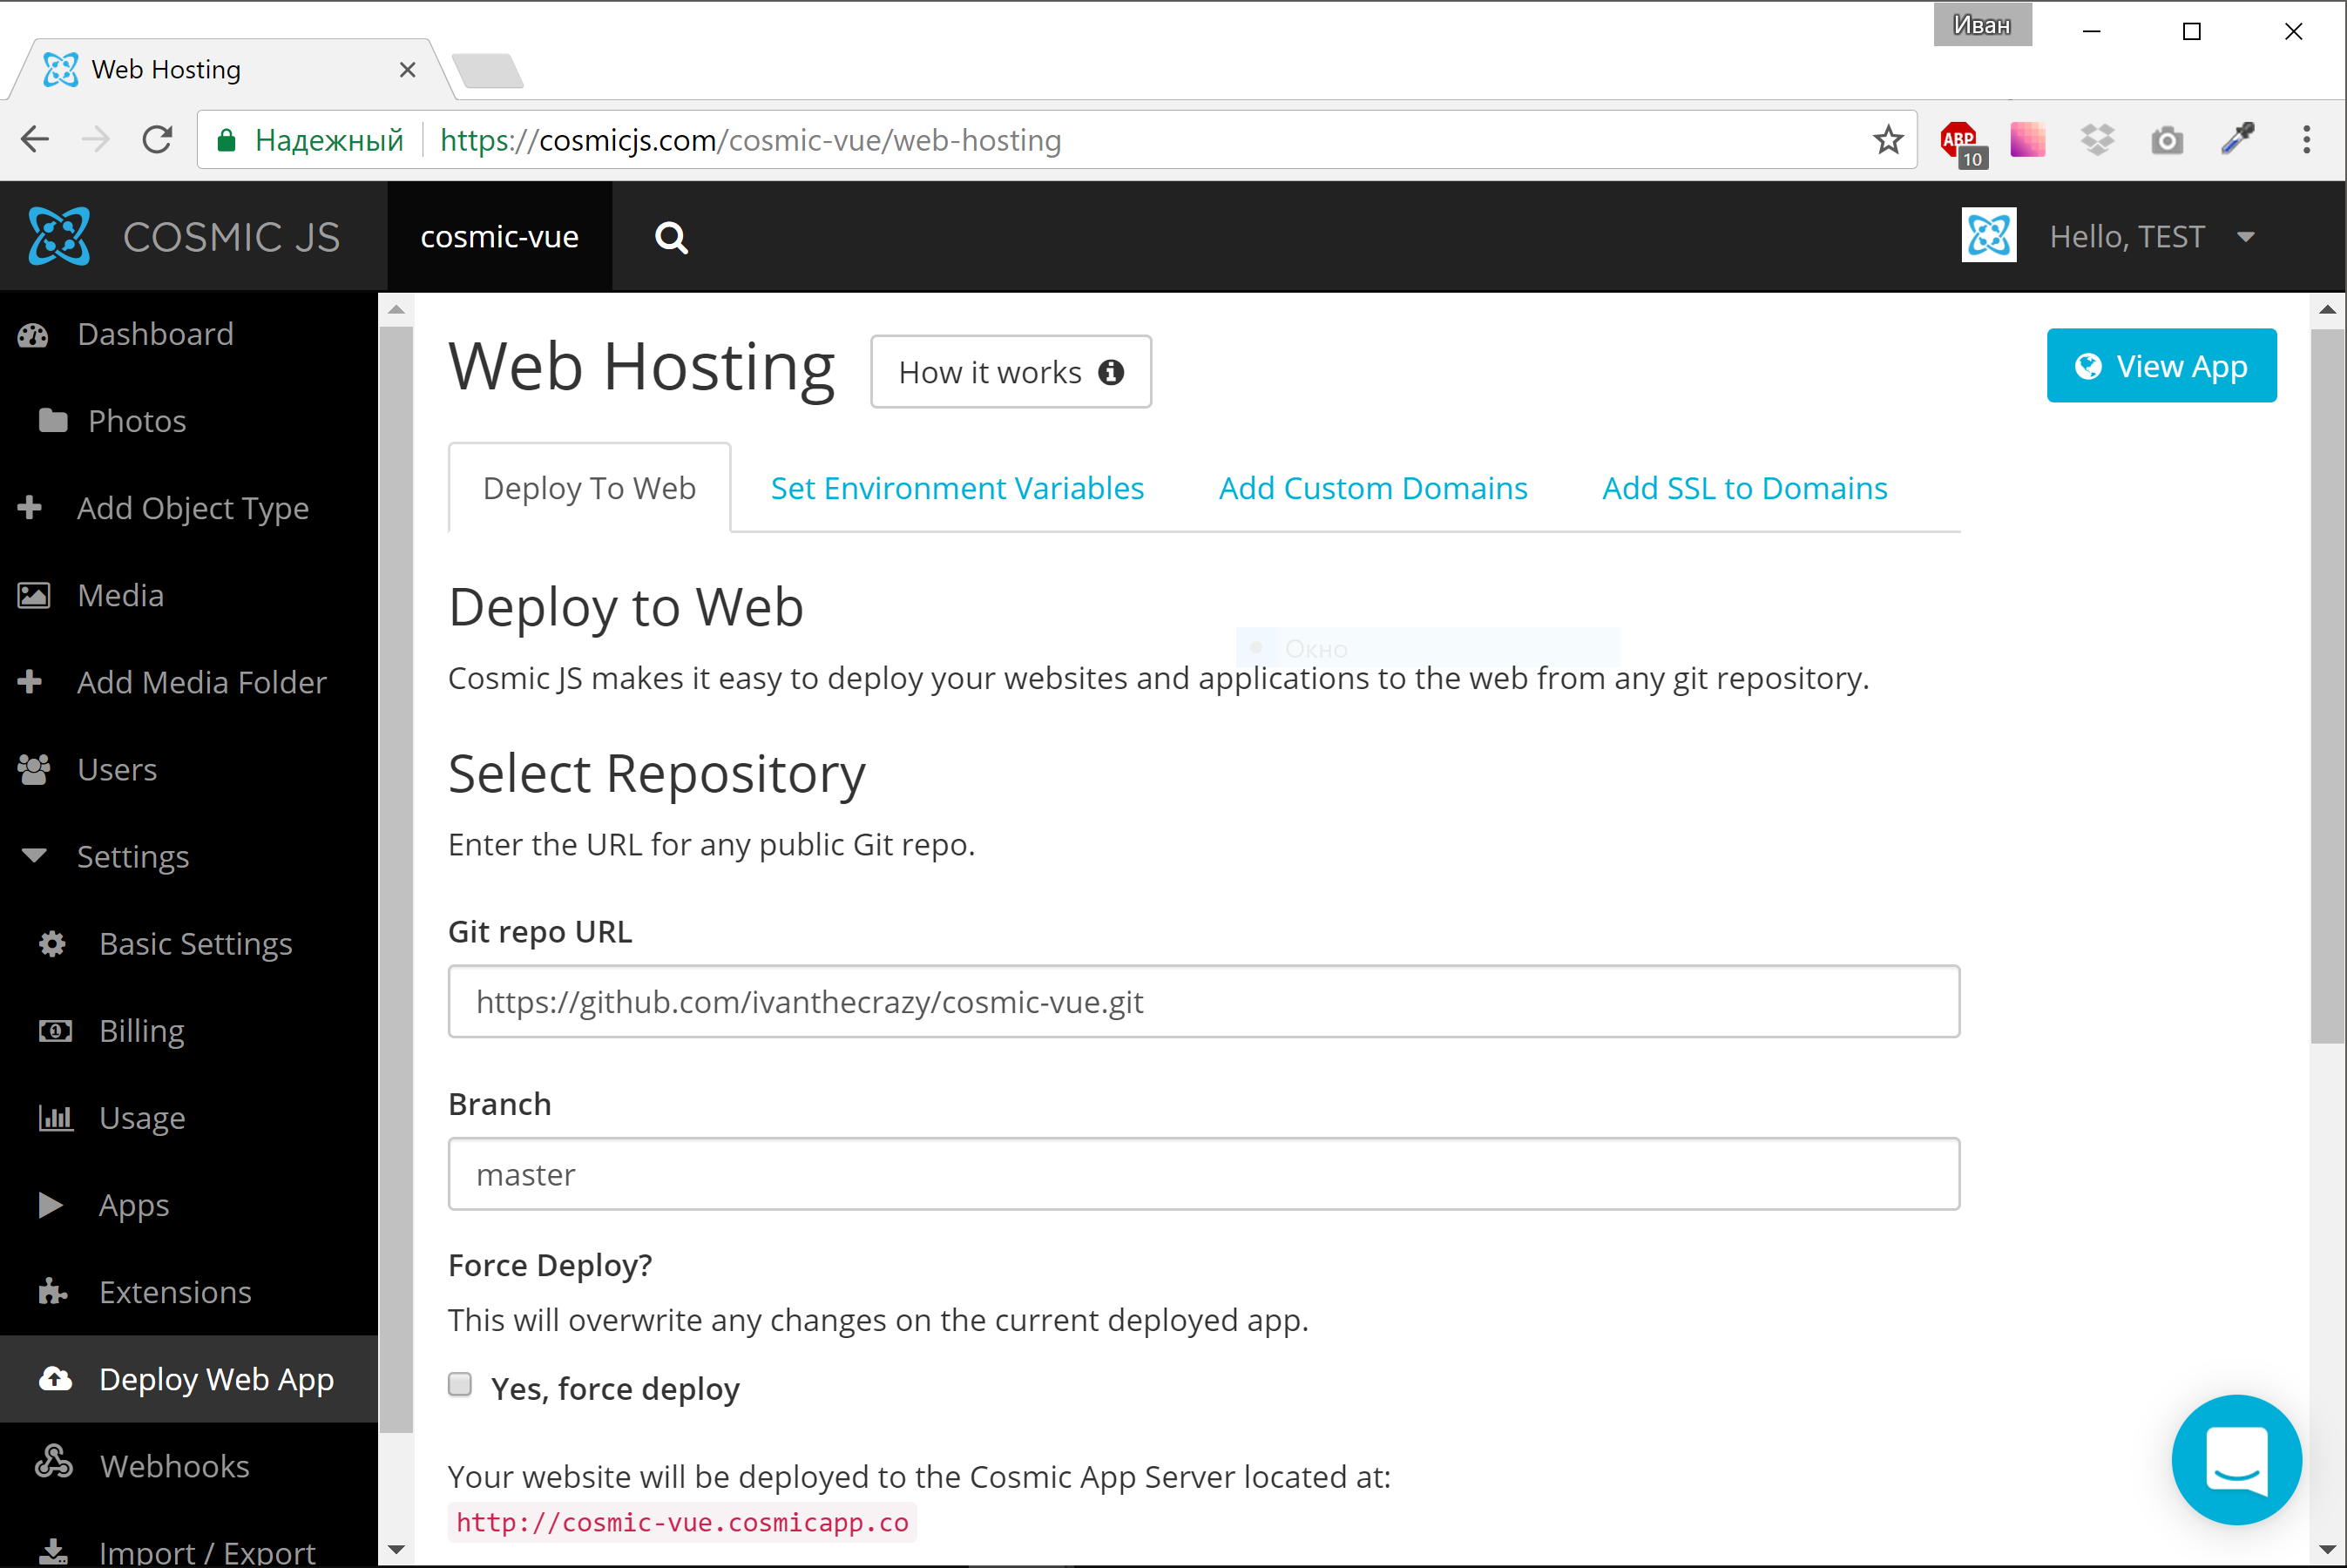 Иван
Web Hosting
Надежный https://cosmicjs.com/cosmic-vue/web-hosting
ABP
10
COSMIC JS
cosmic-vue
Hello, TEST
Dashboard
Photos
Add Object Type
Media
Add Media Folder
Users
Settings
Basic Settings
Billing
Usage
Apps
Extensions
Deploy Web App
Webhooks
Import / Export
Web Hosting
How it works
View App
Deploy To Web
Set Environment Variables
Add Custom Domains
Add SSL to Domains
Deploy to Web
Окно
Cosmic JS makes it easy to deploy your websites and applications to the web from any git repository.
Select Repository
Enter the URL for any public Git repo.
Git repo URL
https://github.com/ivanthecrazy/cosmic-vue.git
Branch
master
Force Deploy?
This will overwrite any changes on the current deployed app.
Yes, force deploy
Your website will be deployed to the Cosmic App Server located at:
http://cosmic-vue.cosmicapp.co